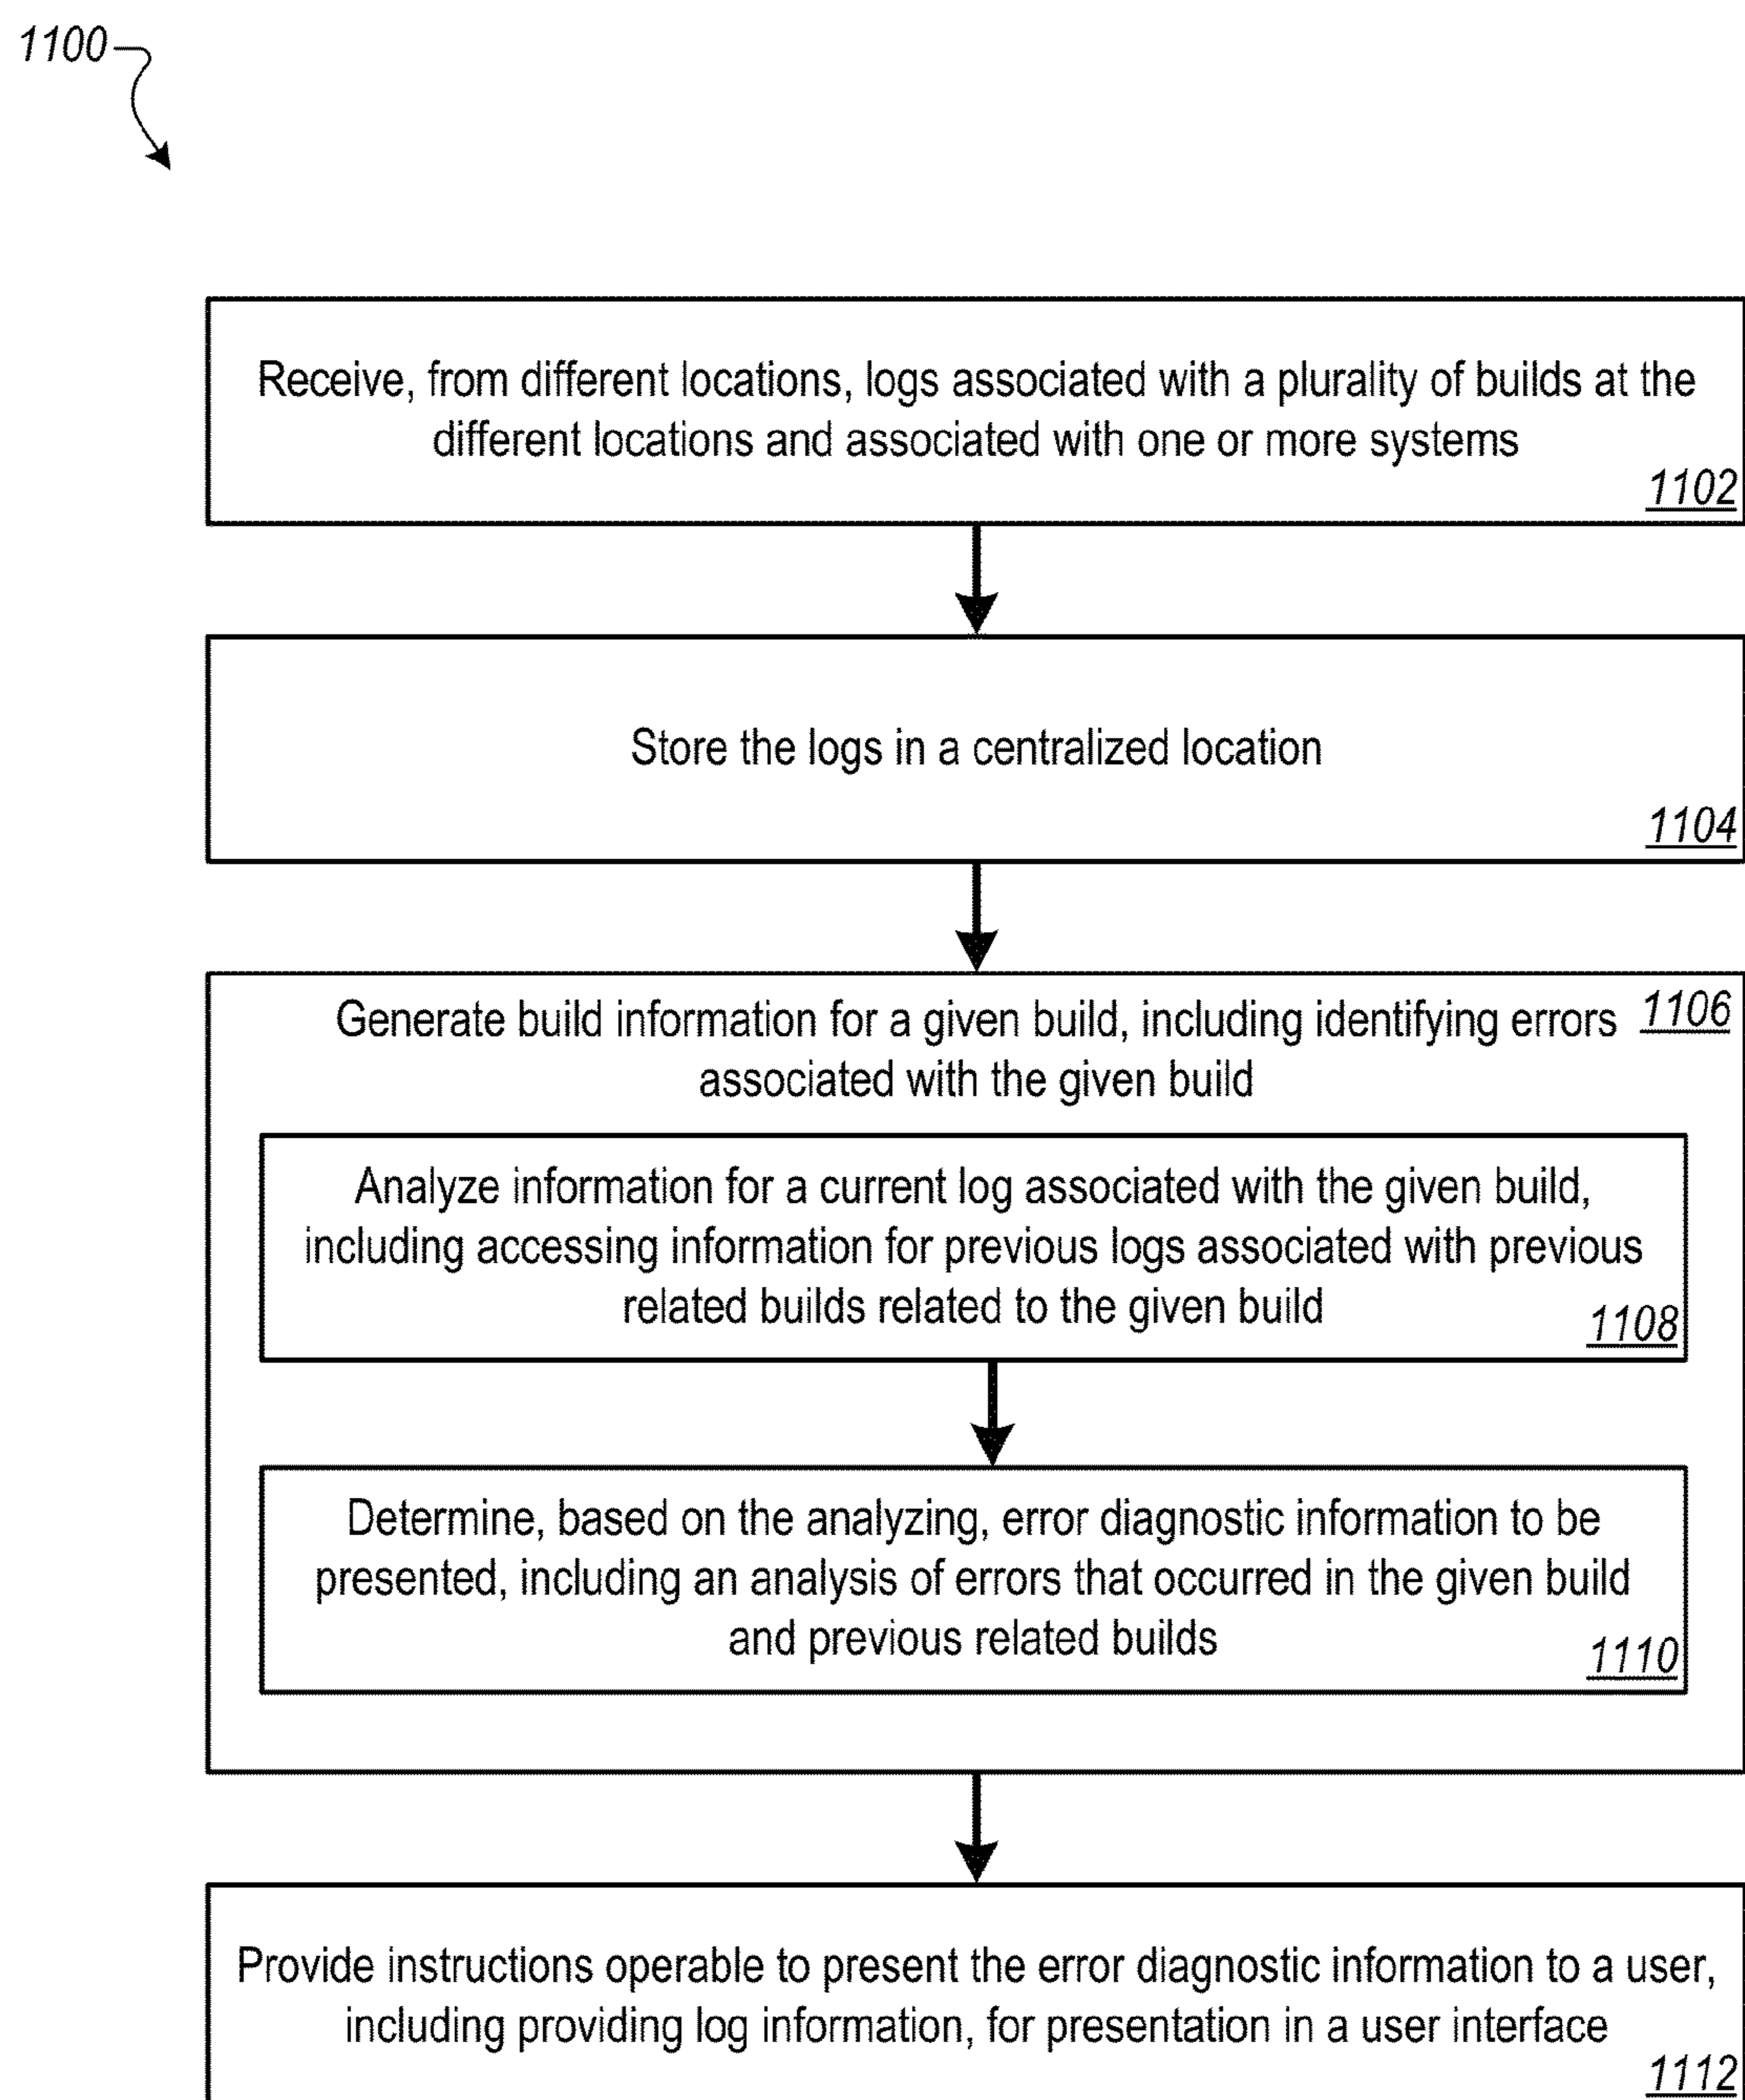 1100
Receive, from different locations, logs associated with a plurality of builds at the
different locations and associated with one or more systems
1102
Store the logs in a centralized location
1104
Generate build information for a given build, including identifying errors 1106
associated with the given build
Analyze information for a current log associated with the given build,
including accessing information for previous logs associated with previous
related builds related to the given build
1108
Determine, based on the analyzing, error diagnostic information to be
presented, including an analysis of errors that occurred in the given build
and previous related builds
1110
Provide instructions operable to present the error diagnostic information to a user,
including providing log information, for presentation in a user interface
1112